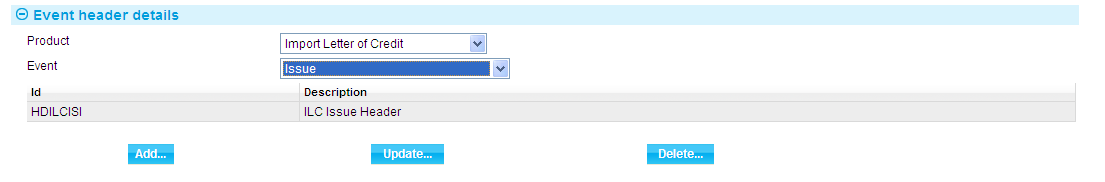 Event header details
Product Import Letter of Credit
Event Issue
Id Description
HDILCISI ILC Issue Header
Add... Update... Delete...